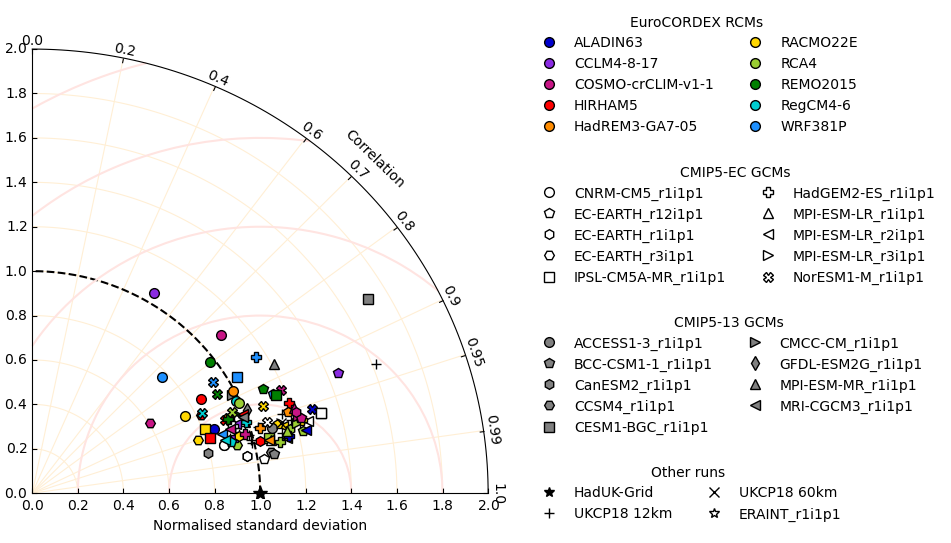 0.0
0.2
0.4
0.6
Correlation
0.7
0.8
0.9
0.95
0.99
1.0
2.0
1.8
1.6
1.4
1.2
1.0
0.8
0.6
0.4
0.2
0.0
0.0 0.2 0.4 0.6 0.8 1.0 1.2 1.4 1.6 1.8 2.0
Normalised standard deviation
EuroCORDEX RCMs
ALADIN63 RACMO22E
CCLM4-8-17 RCA4
COSMO-crCLIM-v1-1 REMO2015
HIRHAM5 RegCM4-6
HadREM3-GA7-05 WRF381P
CMIP5-EC GCMs
CNRM-CM5_r1i1p1 HadGEM2-ES_r1i1p1
EC-EARTH_r12i1p1 MPI-ESM-LR_r1i1p1
EC-EARTH_r1i1p1 MPI-ESM-LR_r2i1p1
EC-EARTH_r3i1p1 MPI-ESM-LR_r3i1p1
IPSL-CM5A-MR_r1i1p1 NorESM1-M_r1i1p1
CMIP5-13 GCMs
ACCESS1-3_r1i1p1 CMCC-CM_r1i1p1
BCC-CSM1-1_r1i1p1 GFDL-ESM2G_r1i1p1
CanESM2_r1i1p1 MPI-ESM-MR_r1i1p1
CCSM4_r1i1p1 MRI-CGCM3_r1i1p1
CESM1-BGC_r1i1p1
Other runs
HadUK-Grid UKCP18 60km
UKCP18 12km ERAINT_r1i1p1